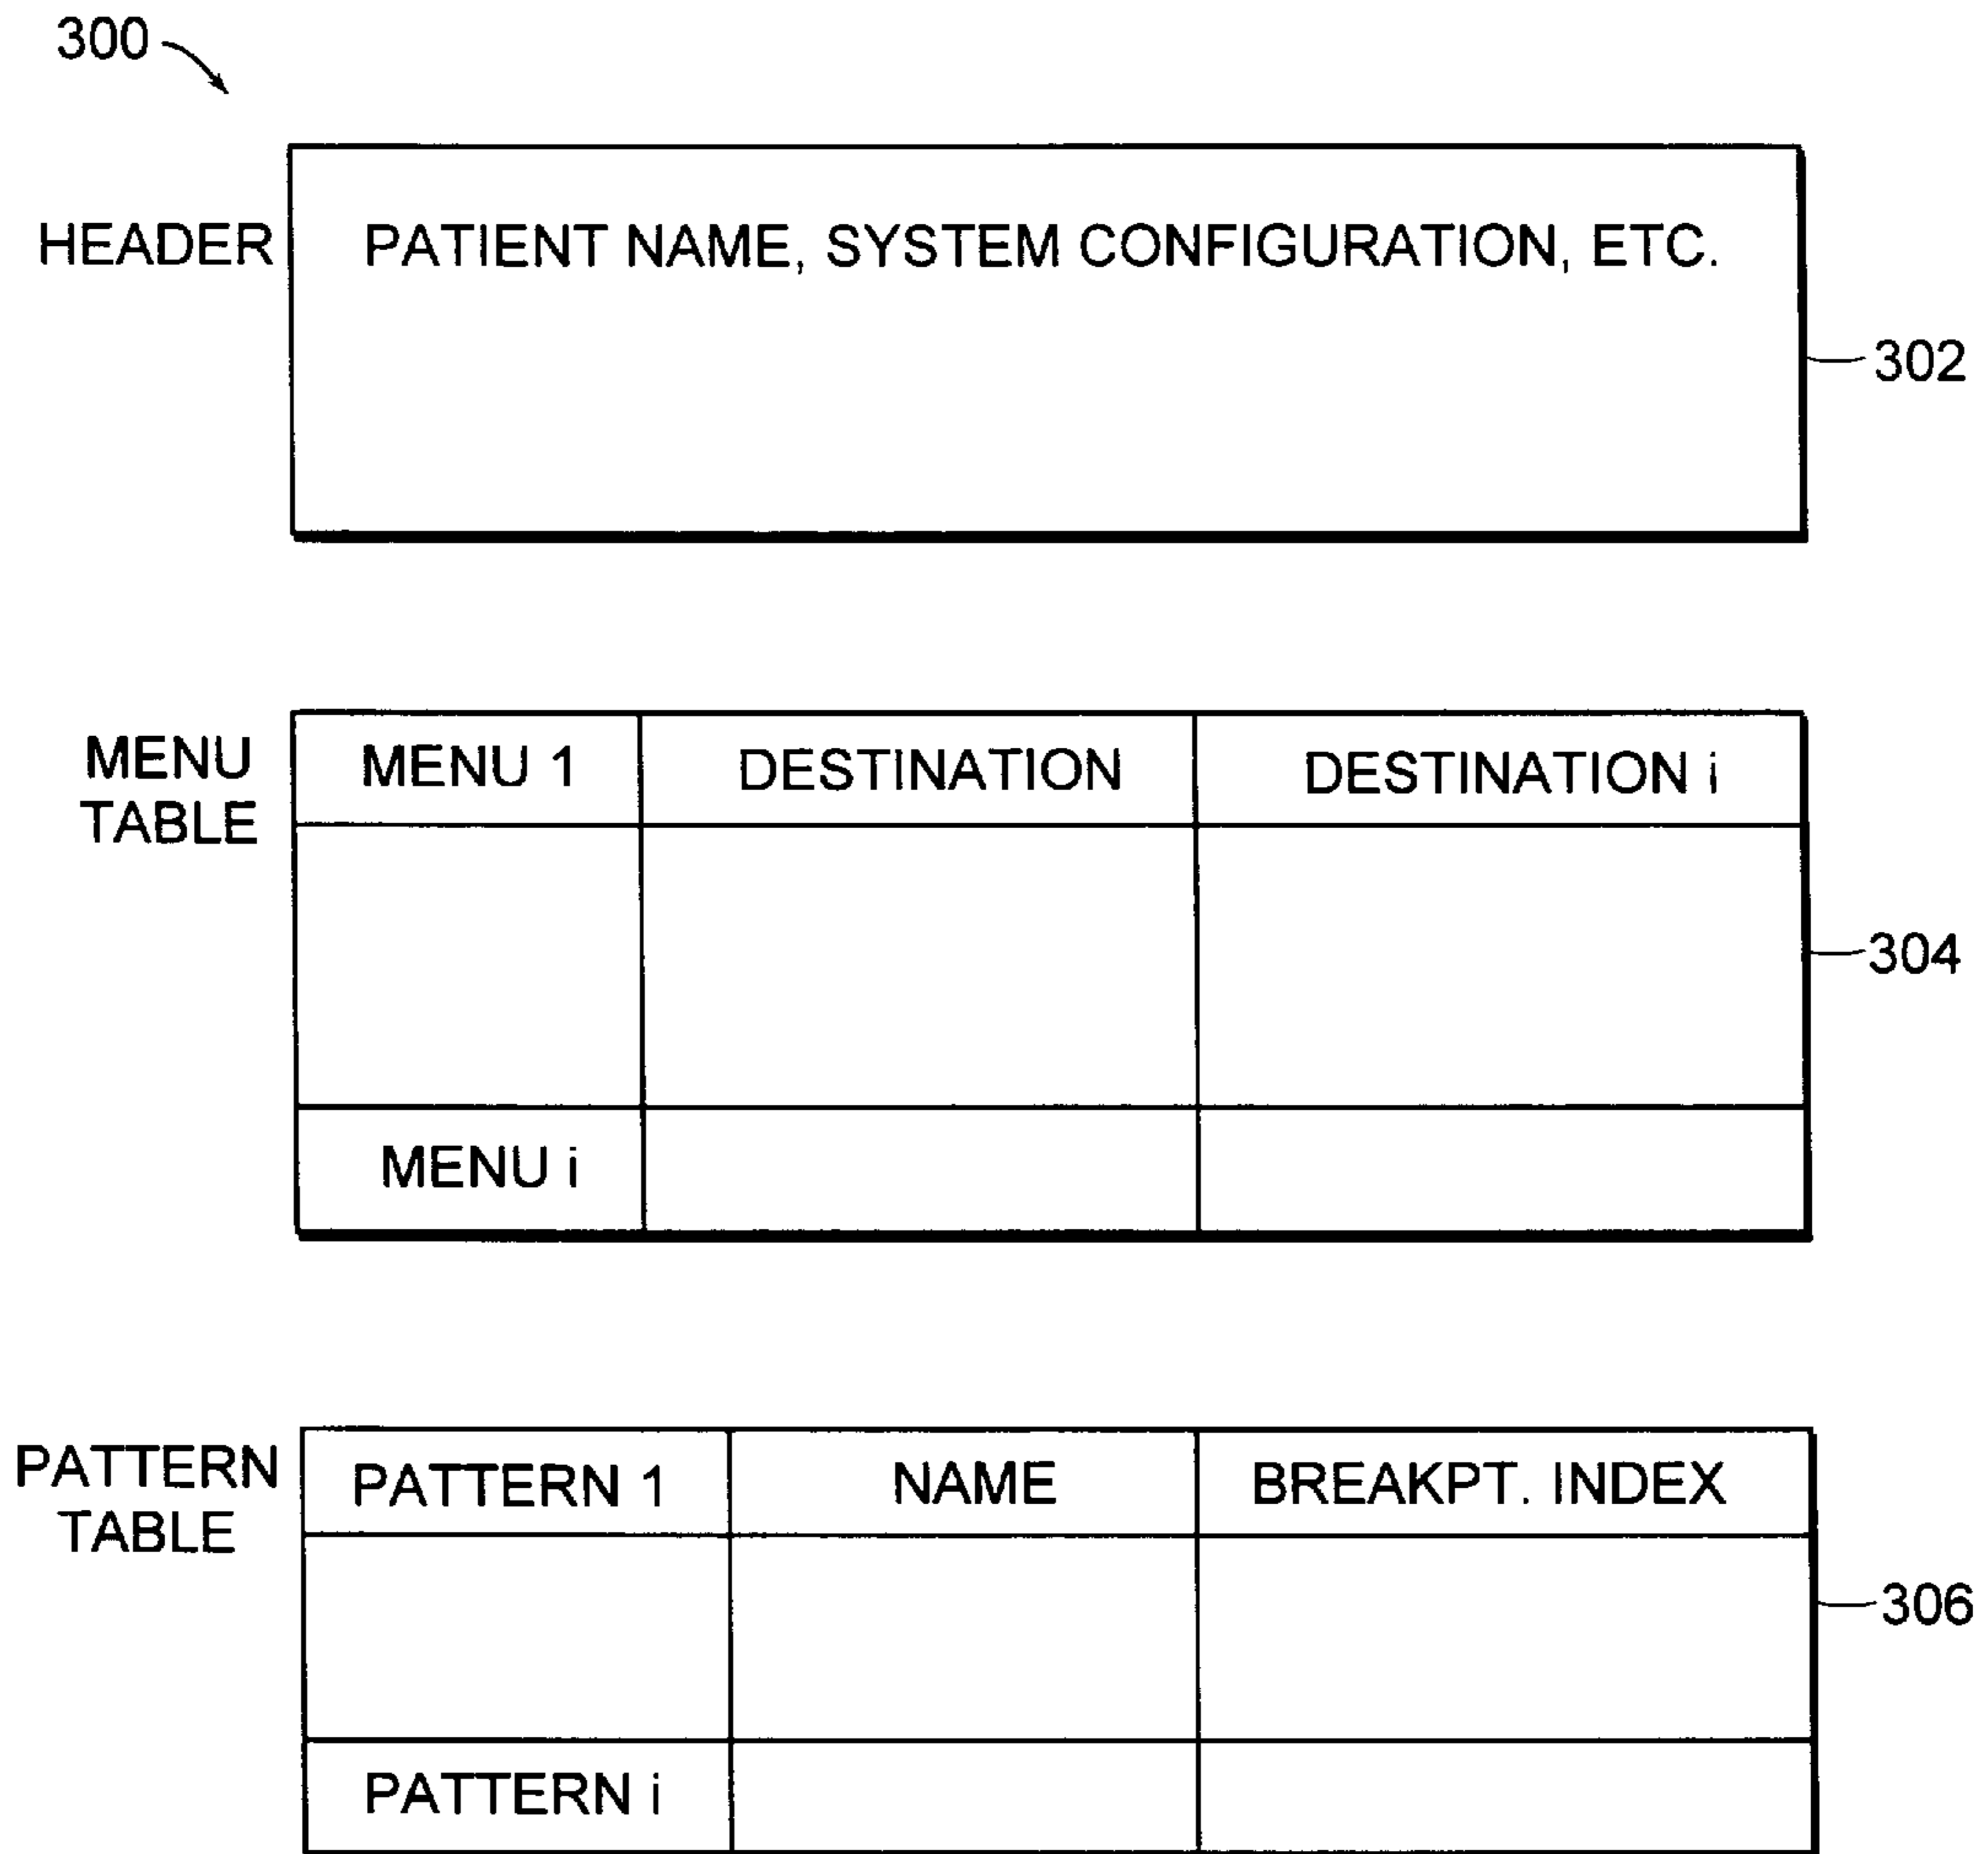 300
HEADER
PATIENT NAME, SYSTEM CONFIGURATION, ETC.
302
MENU
TABLE
MENU 1
DESTINATION
DESTINATION i
304
MENU i
PATTERN
TABLE
PATTERN 1
NAME
BREAKPT. INDEX
306
PATTERN i